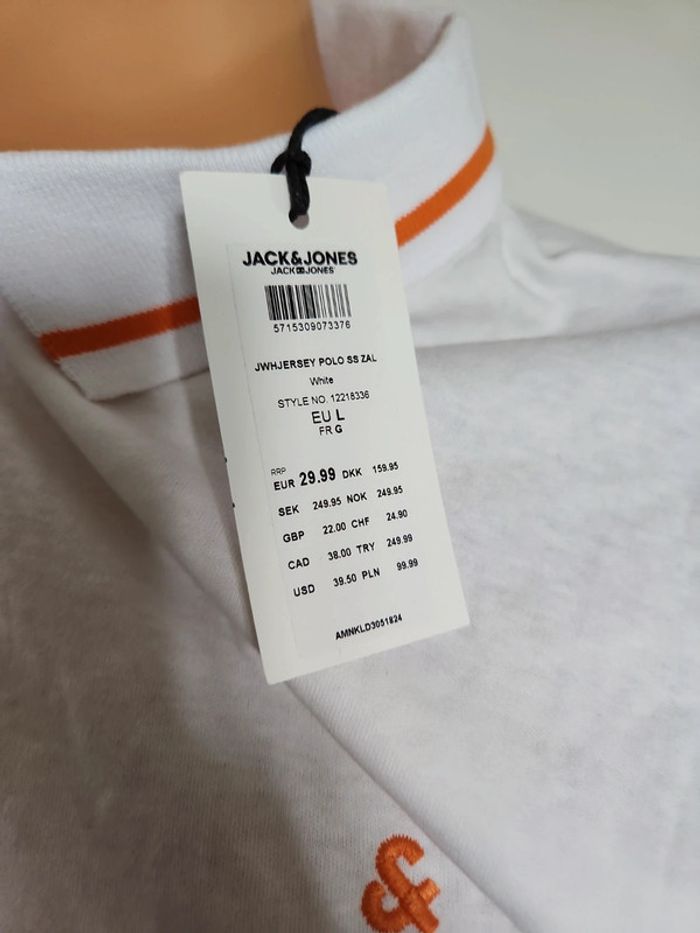 JACK&JONES
JACK JONES
5715309073376
JWHJERSEY POLO SS ZAL
White
STYLE NO. 12218336
EU L
FR G
RRP
EUR 29.99 DKK 159.95
SEK 249.95 NOK 249.95
GBP 22.00 CHF 24.90
CAD 38.00 TRY 249.99
USD 39.50 PLN 99.99
AMNKLD3051824
&